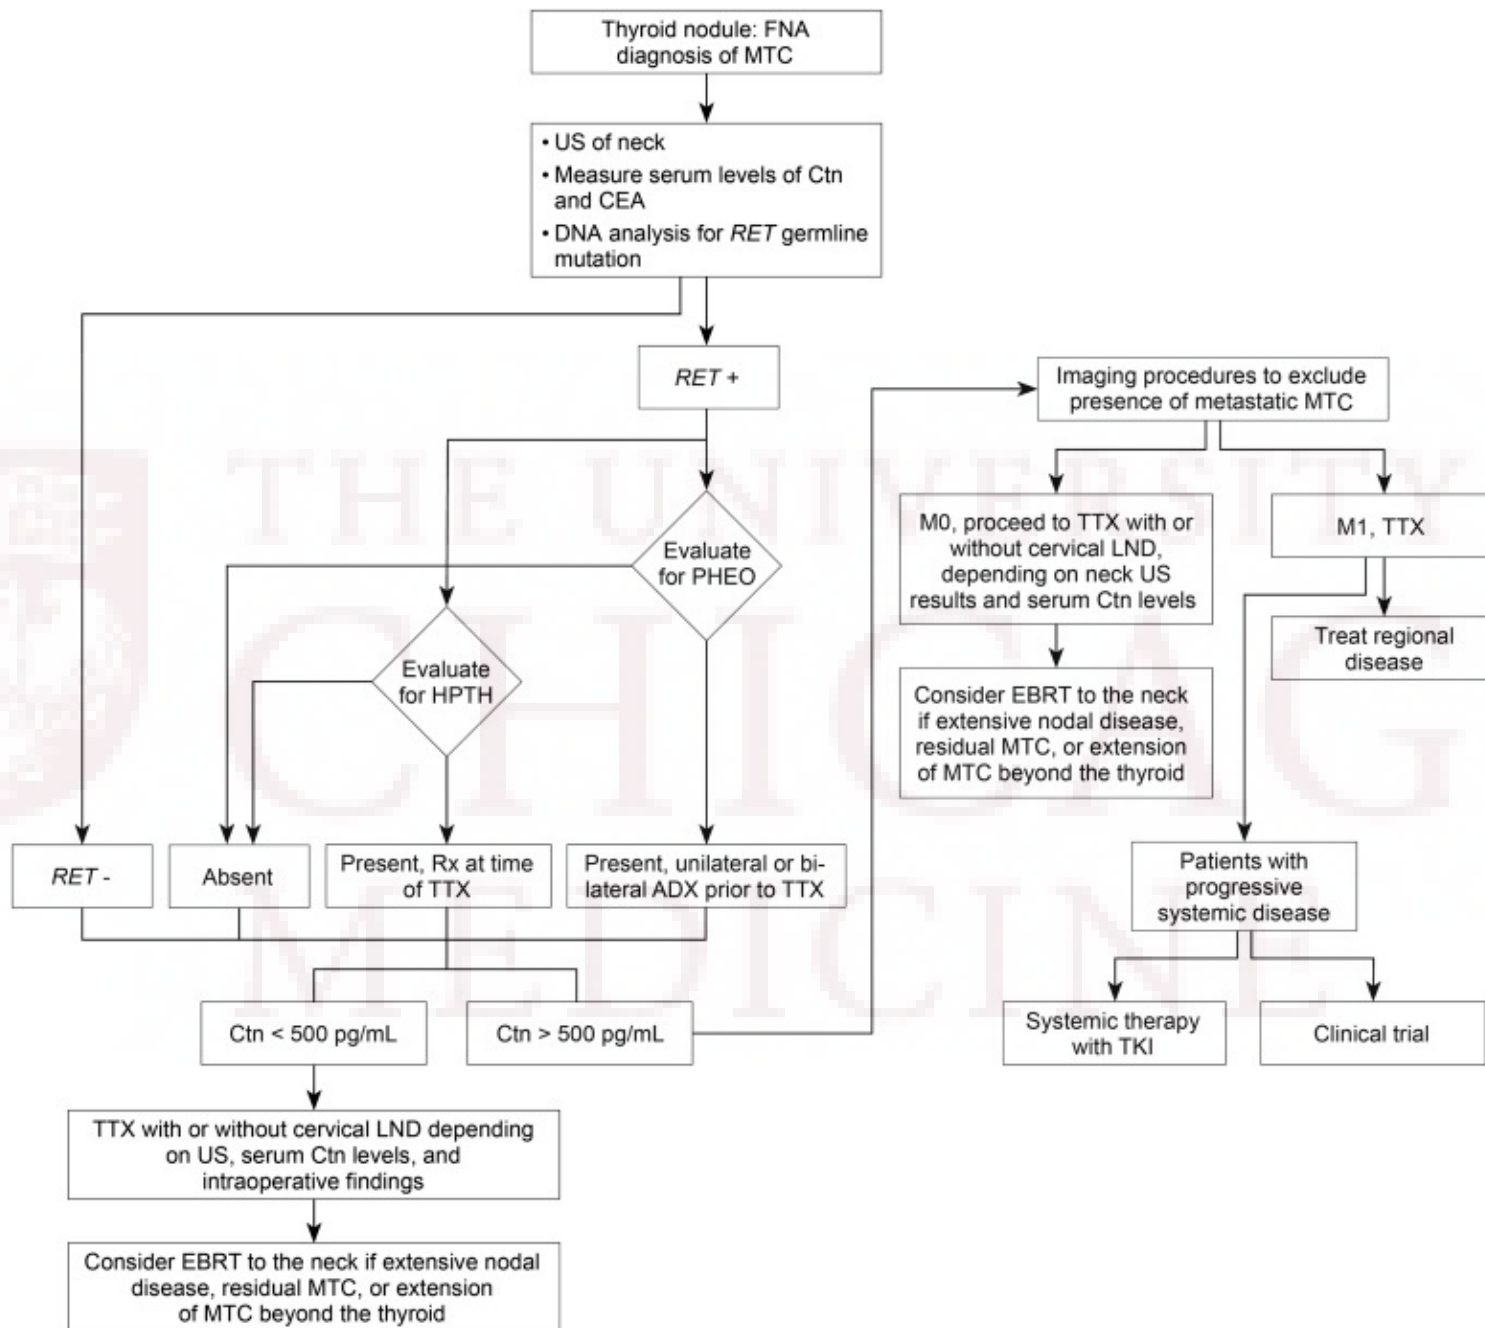 Thyroid nodule: FNA
diagnosis of MTC
• US of neck
• Measure serum levels of Ctn
and CEA
• DNA analysis for RET germline
mutation
RET +
Imaging procedures to exclude
presence of metastatic MTC
Evaluate
for PHEO
M0, proceed to TTX with or
without cervical LND,
depending on neck US
results and serum Ctn levels
M1, TTX
Treat regional
disease
Evaluate
for HPTH
Consider EBRT to the neck
if extensive nodal disease,
residual MTC, or extension
of MTC beyond the thyroid
RET -
Absent
Present, Rx at time
of TTX
Present, unilateral or bi-
lateral ADX prior to TTX
Patients with
progressive
systemic disease
Ctn < 500 pg/mL
Ctn > 500 pg/mL
Systemic therapy
with TKI
Clinical trial
TTX with or without cervical LND depending
on US, serum Ctn levels, and
intraoperative findings
Consider EBRT to the neck if extensive nodal
disease, residual MTC, or extension
of MTC beyond the thyroid
THE UNIVERSITY
CHICAG
MEDICINE